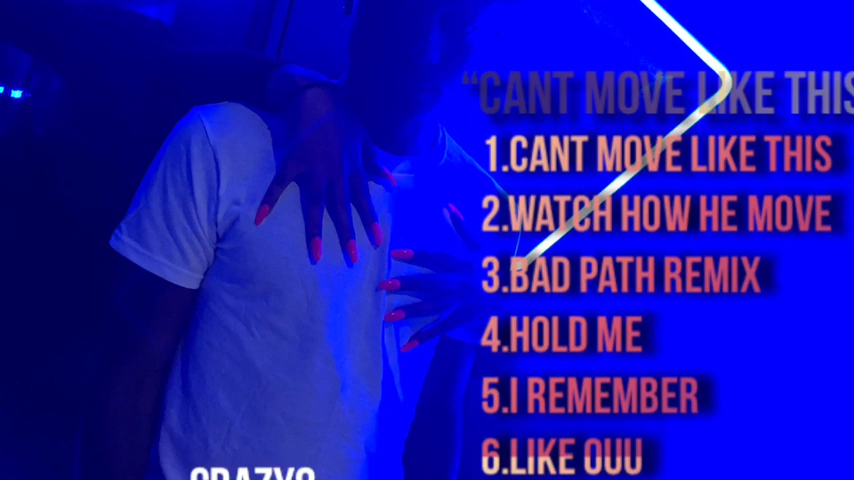 “CANT MOVE LIKE THIS
1.CANT MOVE LIKE THIS
2.WATCH HOW HE MOVE
3.BAD PATH REMIX
4.HOLD ME
5.I REMEMBER
6.LIKE OUU